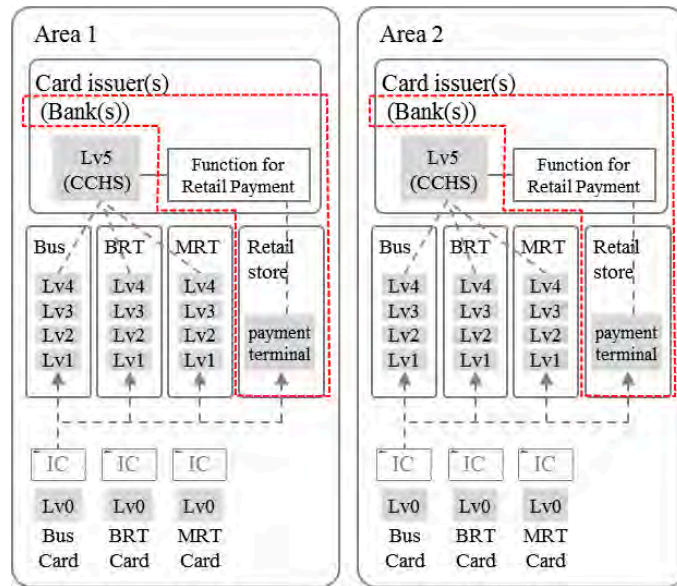 Area 1
Card issuer(s)
(Bank(s))
Lv5
(CCHS)
Function for
Retail Payment
Bus
BRT
MRT
Retail
store
Lv4
Lv3
Lv2
Lv1
Lv4
Lv3
Lv2
Lv1
Lv4
Lv3
Lv2
Lv1
payment
terminal
IC
IC
IC
Lv0
Lv0
Lv0
Bus
Card
BRT
Card
MRT
Card
Area 2
Card issuer(s)
(Bank(s))
Lv5
(CCHS)
Function for
Retail Payment
Bus
BRT
MRT
Retail
store
Lv4
Lv3
Lv2
Lv1
Lv4
Lv3
Lv2
Lv1
Lv4
Lv3
Lv2
Lv1
payment
terminal
IC
IC
IC
Lv0
Lv0
Lv0
Bus
Card
BRT
Card
MRT
Card